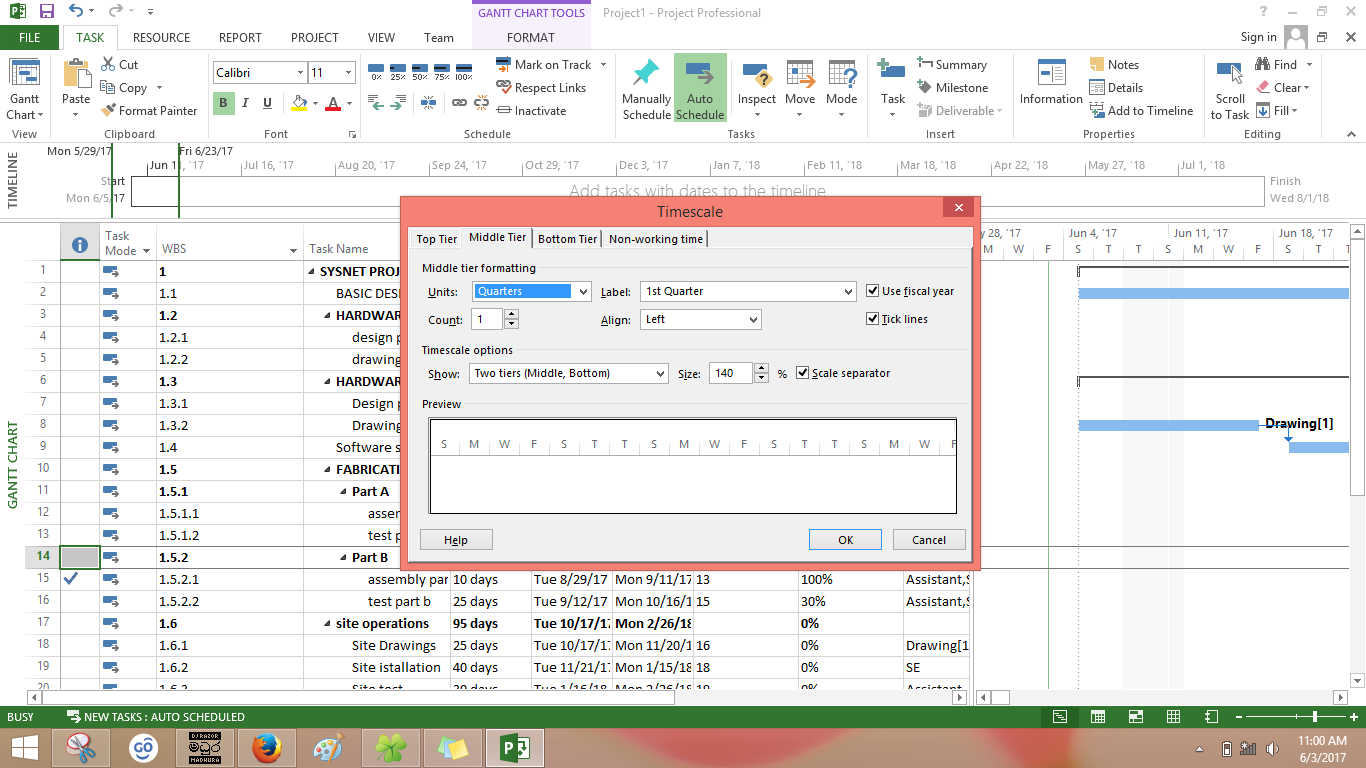 GANTT CHART TOOLS Project1 - Project Professional ?
FILE TASK RESOURCE REPORT PROJECT VIEW Team FORMAT Sign in
Gantt Chart
View
Paste
Cut
Copy
Format Painter
Clipboard
Calibri 11
B I U A
Font
0% 25% 50% 75% 100%
Mark on Track
Respect Links
Inactivate
Schedule
Manually Schedule
Auto Schedule
Inspect Move Mode
Tasks
Task
Summary
Milestone
Deliverable
Insert
Information
Notes
Details
Add to Timeline
Properties
Scroll to Task
Find
Clear
Fill
Editing
TIMELINE
Mon 5/29/17 Fri 6/23/17
Jun 11, '17 Jul 16, '17 Aug 20, '17 Sep 24, '17 Oct 29, '17 Dec 3, '17 Jan 7, '18 Feb 11, '18 Mar 18, '18 Apr 22, '18 May 27, '18 Jul 1, '18
Start
Mon 6/5/17
Add tasks with dates to the timeline
Finish
Wed 8/1/18
GANTT CHART
Task Mode WBS Task Name
1 1 SYSNET PROJ
2 1.1 BASIC DES
3 1.2 HARDWAR
4 1.2.1 design p
5 1.2.2 drawing
6 1.3 HARDWAR
7 1.3.1 Design p
8 1.3.2 Drawing
9 1.4 Software s
10 1.5 FABRICATI
11 1.5.1 Part A
12 1.5.1.1 assem
13 1.5.1.2 test p
14 1.5.2 Part B
15 1.5.2.1 assembly par 10 days Tue 8/29/17 Mon 9/11/17 13 100% Assistant,S
16 1.5.2.2 test part b 25 days Tue 9/12/17 Mon 10/16/1 15 30% Assistant,S
17 1.6 site operations 95 days Tue 10/17/17 Mon 2/26/18 0%
18 1.6.1 Site Drawings 25 days Tue 10/17/17 Mon 11/20/1 16 0% Drawing[1
19 1.6.2 Site istallation 40 days Tue 11/21/17 Mon 1/15/18 18 0% SE
20 1.6.3 Site test 30 days Tue 1/16/18 Mon 2/26/18 19 0% Assistant
Timescale
Top Tier Middle Tier Bottom Tier Non-working time
Middle tier formatting
Units: Quarters Label: 1st Quarter Use fiscal year
Count: 1 Align: Left Tick lines
Timescale options
Show: Two tiers (Middle, Bottom) Size: 140 % Scale separator
Preview
S M W F S T T S M W F S T T S M W F
Help OK Cancel
y 28, '17 Jun 4, '17 Jun 11, '17 Jun 18, '17
M W F S T T S M W F S T T
Drawing[1]
BUSY NEW TASKS : AUTO SCHEDULED
DJ RAZOR
MADHURA
11:00 AM
6/3/2017